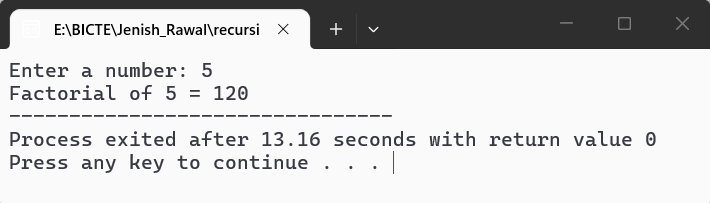 E:\BICTE\Jenish_Rawal\recursi
Enter a number: 5
Factorial of 5 = 120
--------------------------------
Process exited after 13.16 seconds with return value 0
Press any key to continue . . .